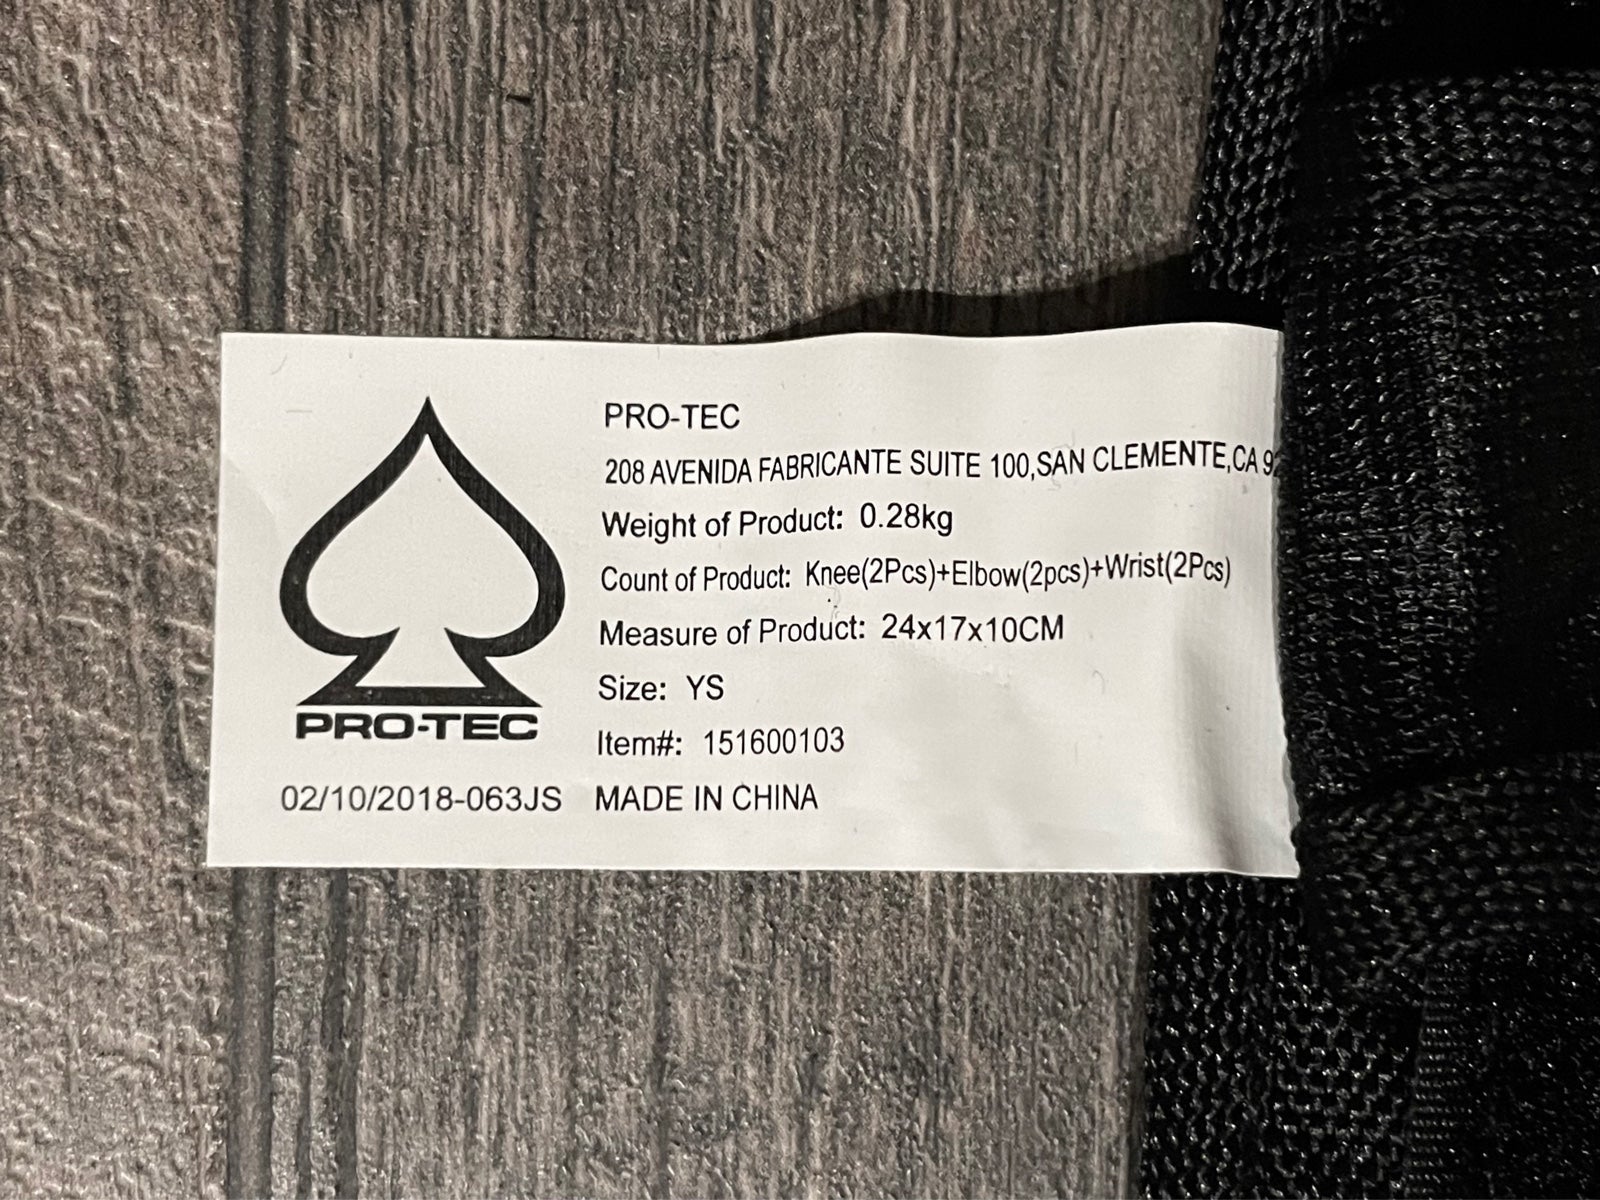 PRO-TEC
208 AVENIDA FABRICANTE SUITE 100,SAN CLEMENTE,CA
Weight of Product: 0.28kg
Count of Product: Knee(2Pcs)+Elbow(2pcs)+Wrist(2Pcs)
Measure of Product: 24x17x10CM
Size: YS
Item#: 151600103
MADE IN CHINA
PRO-TEC
02/10/2018-063JS